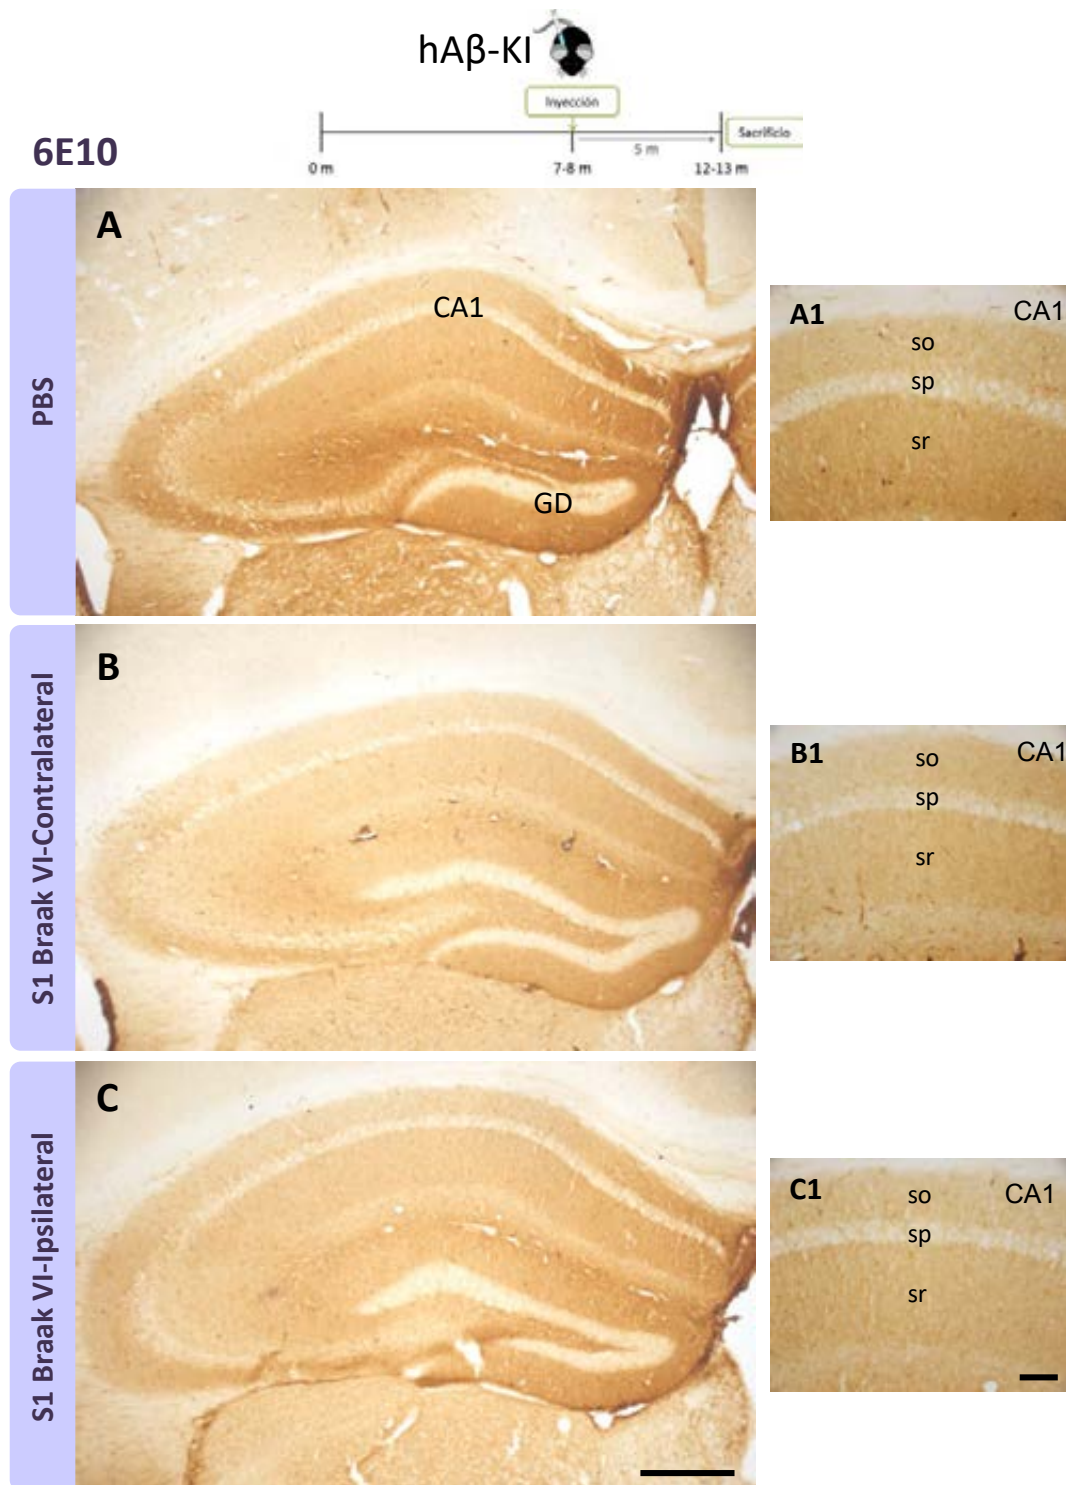 hAβ-KI
Inyección
Sacrificio
5 m
0 m
7-8 m
12-13 m
6E10
PBS
A
CA1
GD
A1
CA1
so
sp
sr
S1 Braak VI-Contralateral
B
B1
CA1
so
sp
sr
S1 Braak VI-Ipsilateral
C
C1
CA1
so
sp
sr